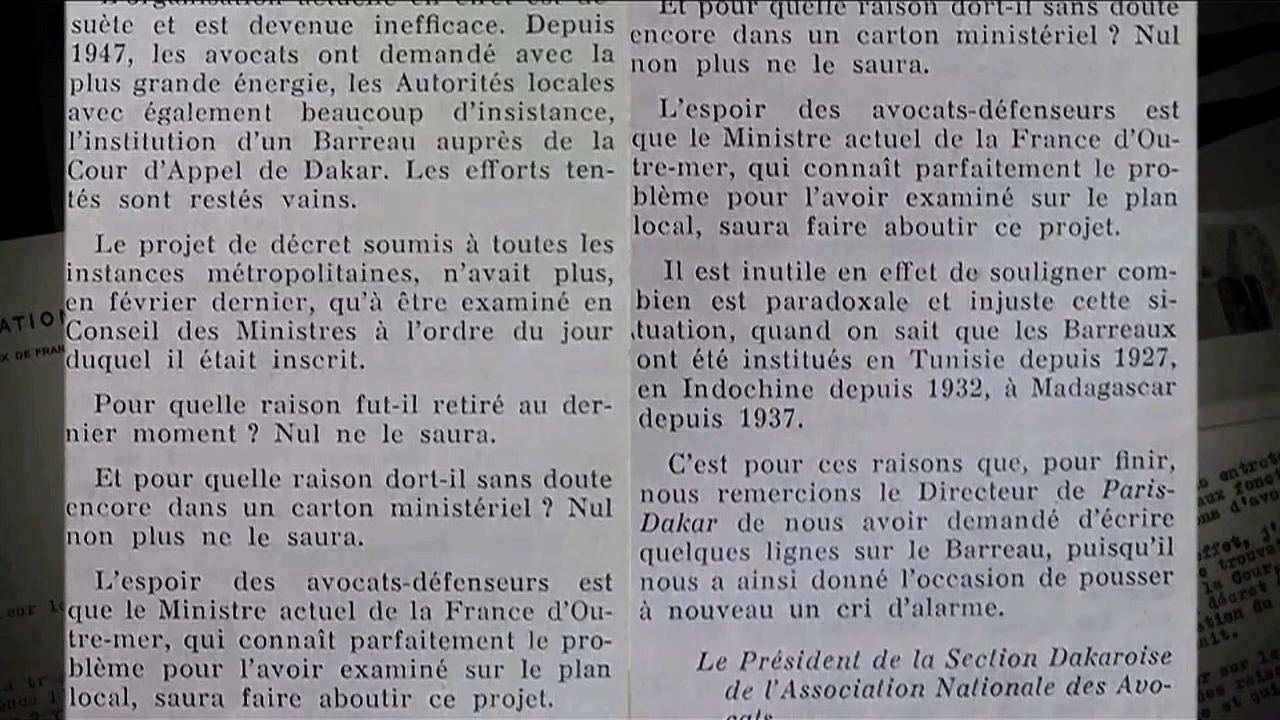 L'organisation actuelle en effet est dé-
suète et est devenue inefficace. Depuis
1947, les avocats ont demandé avec la
plus grande énergie, les Autorités locales
avec également beaucoup d'insistance,
l'institution d'un Barreau auprès de la
Cour d'Appel de Dakar. Les efforts ten-
tés sont restés vains.
Le projet de décret soumis à toutes les
instances métropolitaines, n'avait plus,
en février dernier, qu'à être examiné en
Conseil des Ministres à l'ordre du jour
duquel il était inscrit.
Pour quelle raison fut-il retiré au der-
nier moment ? Nul ne le saura.
Et pour quelle raison dort-il sans doute
encore dans un carton ministériel ? Nul
non plus ne le saura.
L'espoir des avocats-défenseurs est
que le Ministre actuel de la France d'Ou-
tre-mer, qui connaît parfaitement le pro-
blème pour l'avoir examiné sur le plan
local, saura faire aboutir ce projet.
Et pour quelle raison dort-il sans doute
encore dans un carton ministériel ? Nul
non plus ne le saura.
L'espoir des avocats-défenseurs est
que le Ministre actuel de la France d'Ou-
tre-mer, qui connaît parfaitement le pro-
blème pour l'avoir examiné sur le plan
local, saura faire aboutir ce projet.
Il est inutile en effet de souligner com-
bien est paradoxale et injuste cette si-
tuation, quand on sait que les Barreaux
ont été institués en Tunisie depuis 1927,
en Indochine depuis 1932, à Madagascar
depuis 1937.
C'est pour ces raisons que, pour finir,
nous remercions le Directeur de Paris-
Dakar de nous avoir demandé d'écrire
quelques lignes sur le Barreau, puisqu'il
nous a ainsi donné l'occasion de pousser
à nouveau un cri d'alarme.
Le Président de la Section Dakaroise
de l'Association Nationale des Avo-
cats
ATION
X DE FRAN